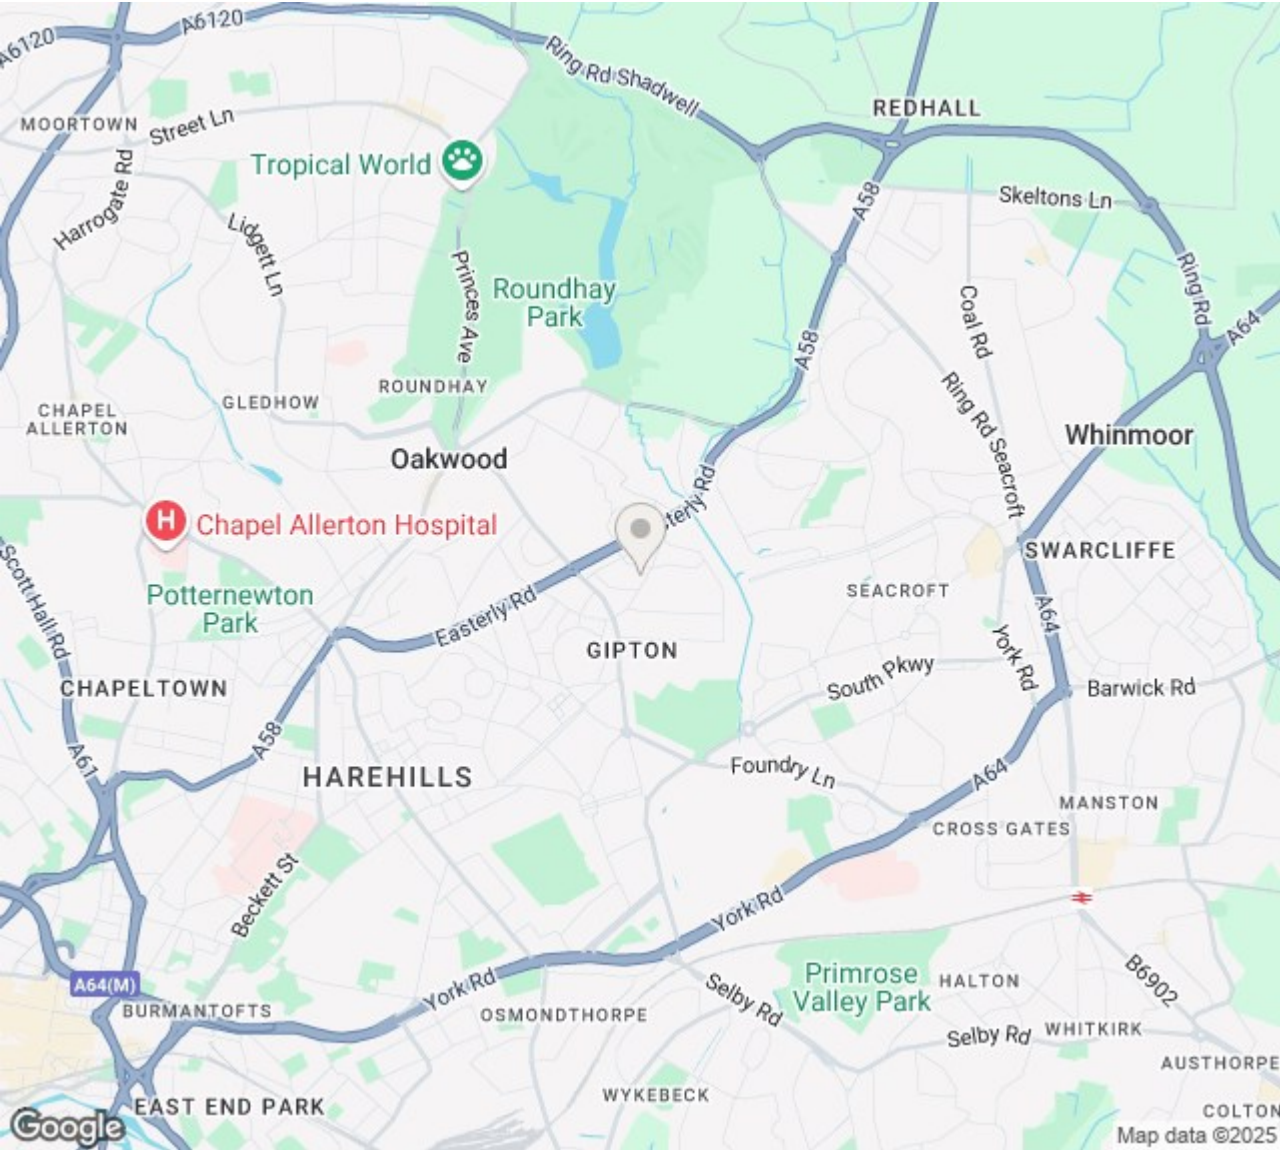 A6120
A6120
Ring Rd Shadwell
REDHALL
MOORTOWN
Street Ln
Tropical World
Harrogate Rd
Lidgett Ln
Princes Ave
A58
Skeltons Ln
Roundhay
Park
Ring Rd
A64
Coal Rd
A58
ROUNDHAY
GLEDHOW
CHAPEL
ALLERTON
Ring Rd Seacroft
Whinmoor
Oakwood
H
Chapel Allerton Hospital
terly Rd
SWARCLIFFE
Scott Hall Rd
Potternewton
Park
SEACROFT
A64
Easterly Rd
GIPTON
York Rd
CHAPELTOWN
South Pkwy
Barwick Rd
A61
A58
HAREHILLS
Foundry Ln
A64
MANSTON
CROSS GATES
Beckett St
York Rd
A64(M)
York Rd
Selby Rd
Primrose
Valley Park
HALTON
B6902
BURMANTOFTS
OSMONDTHORPE
Selby Rd
WHITKIRK
AUSTHORPE
WYKEBECK
EAST END PARK
COLTON
Google
Map data ©2025